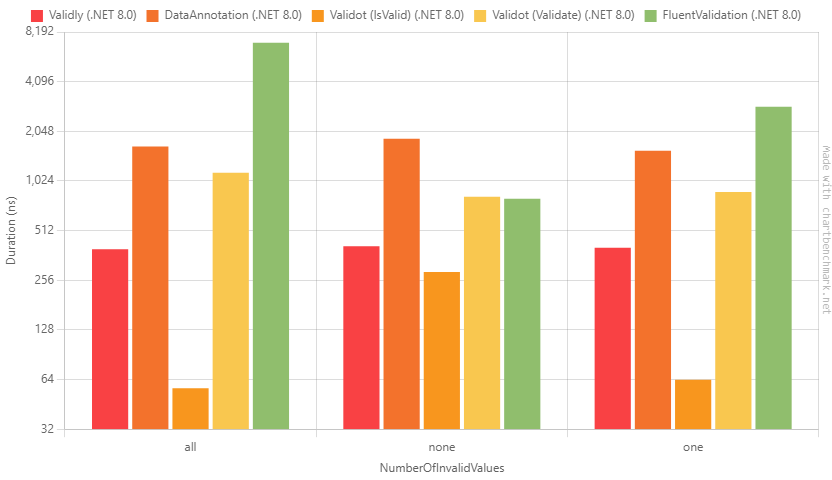 Validly (.NET 8.0) DataAnnotation (.NET 8.0) Validot (IsValid) (.NET 8.0) Validot (Validate) (.NET 8.0) FluentValidation (.NET 8.0)
8,192
4,096
2,048
1,024
512
256
128
64
32
Duration (ns)
all none one
NumberOfInvalidValues
Made with chartbenchmark.net